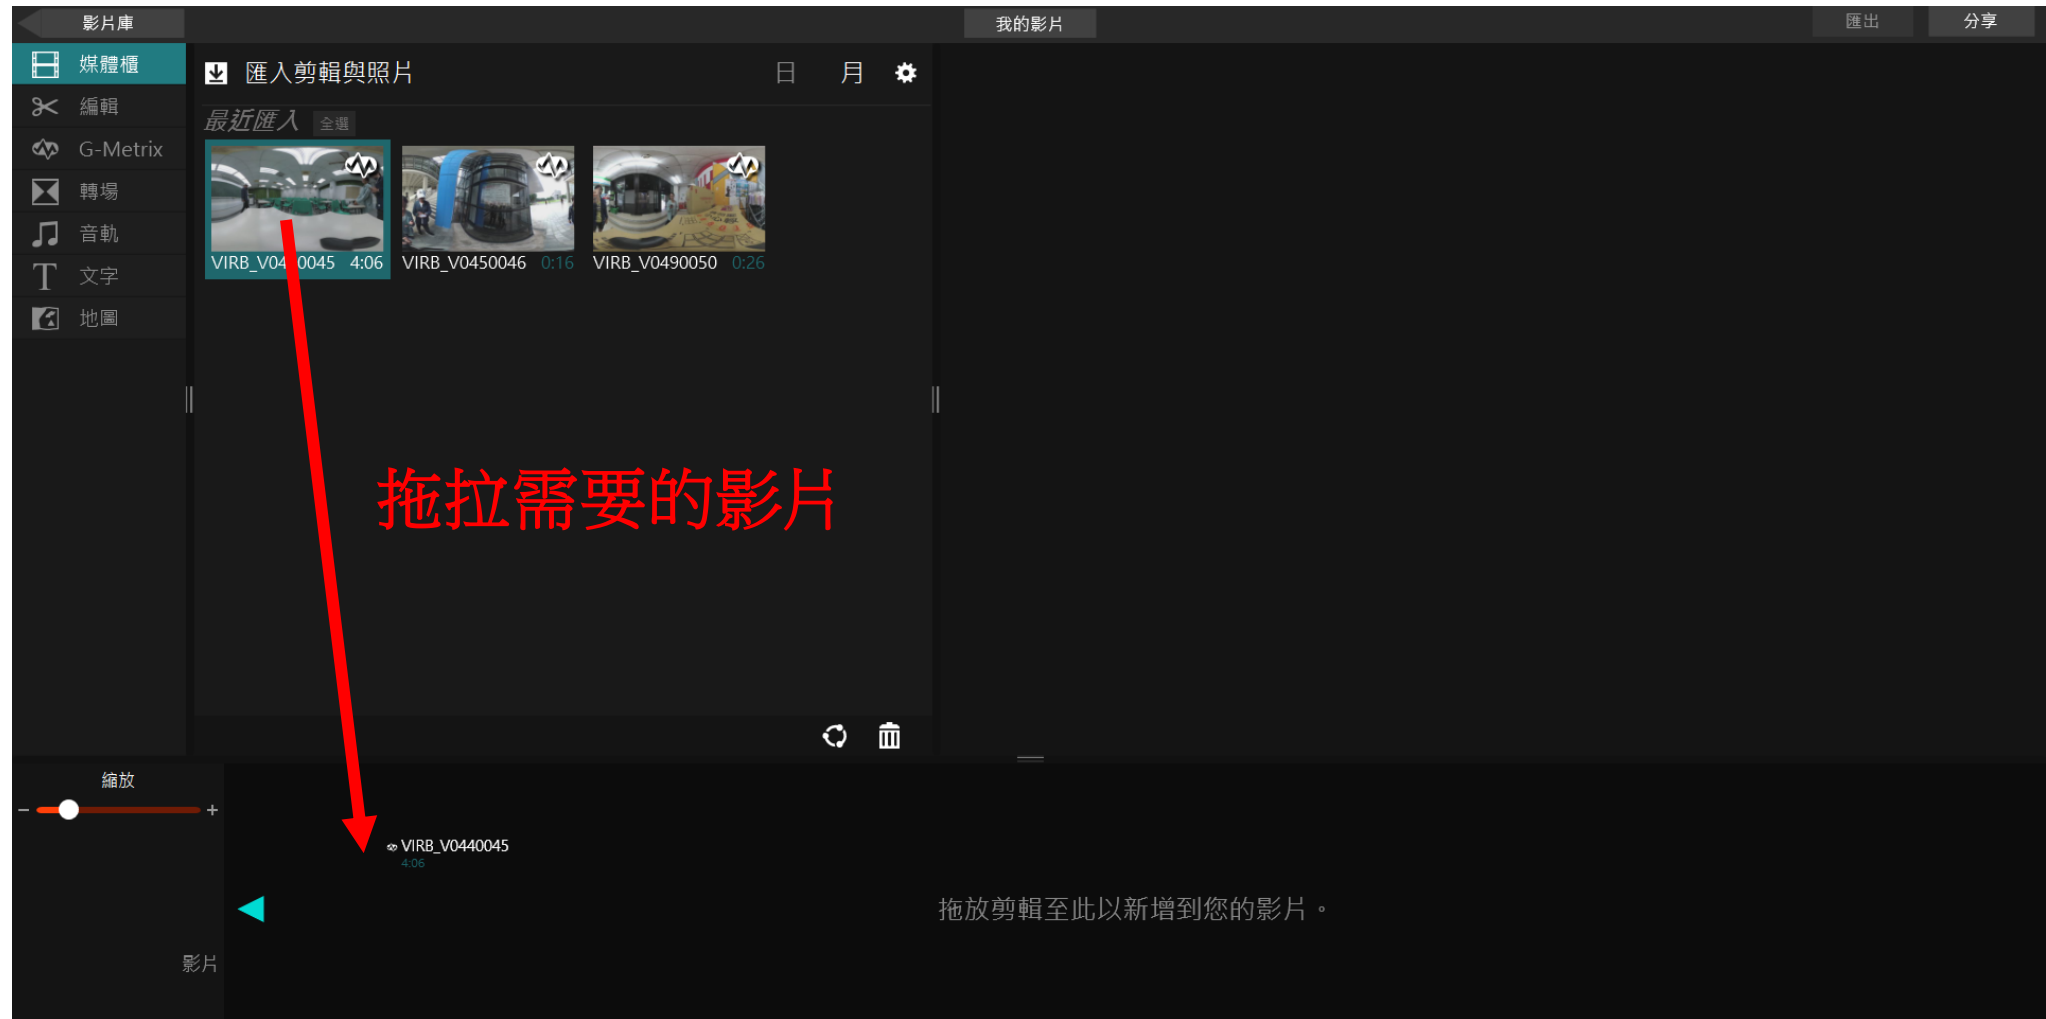 影片庫
我的影片
匯出
分享
媒體櫃
編輯
G-Metrix
轉場
音軌
文字
地圖
匯入剪輯與照片
日 月
最近匯入 全選
VIRB_V0440045 4:06
VIRB_V0450046 0:16
VIRB_V0490050 0:26
拖拉需要的影片
縮放
- +
VIRB_V0440045
4:06
拖放剪輯至此以新增到您的影片。
影片